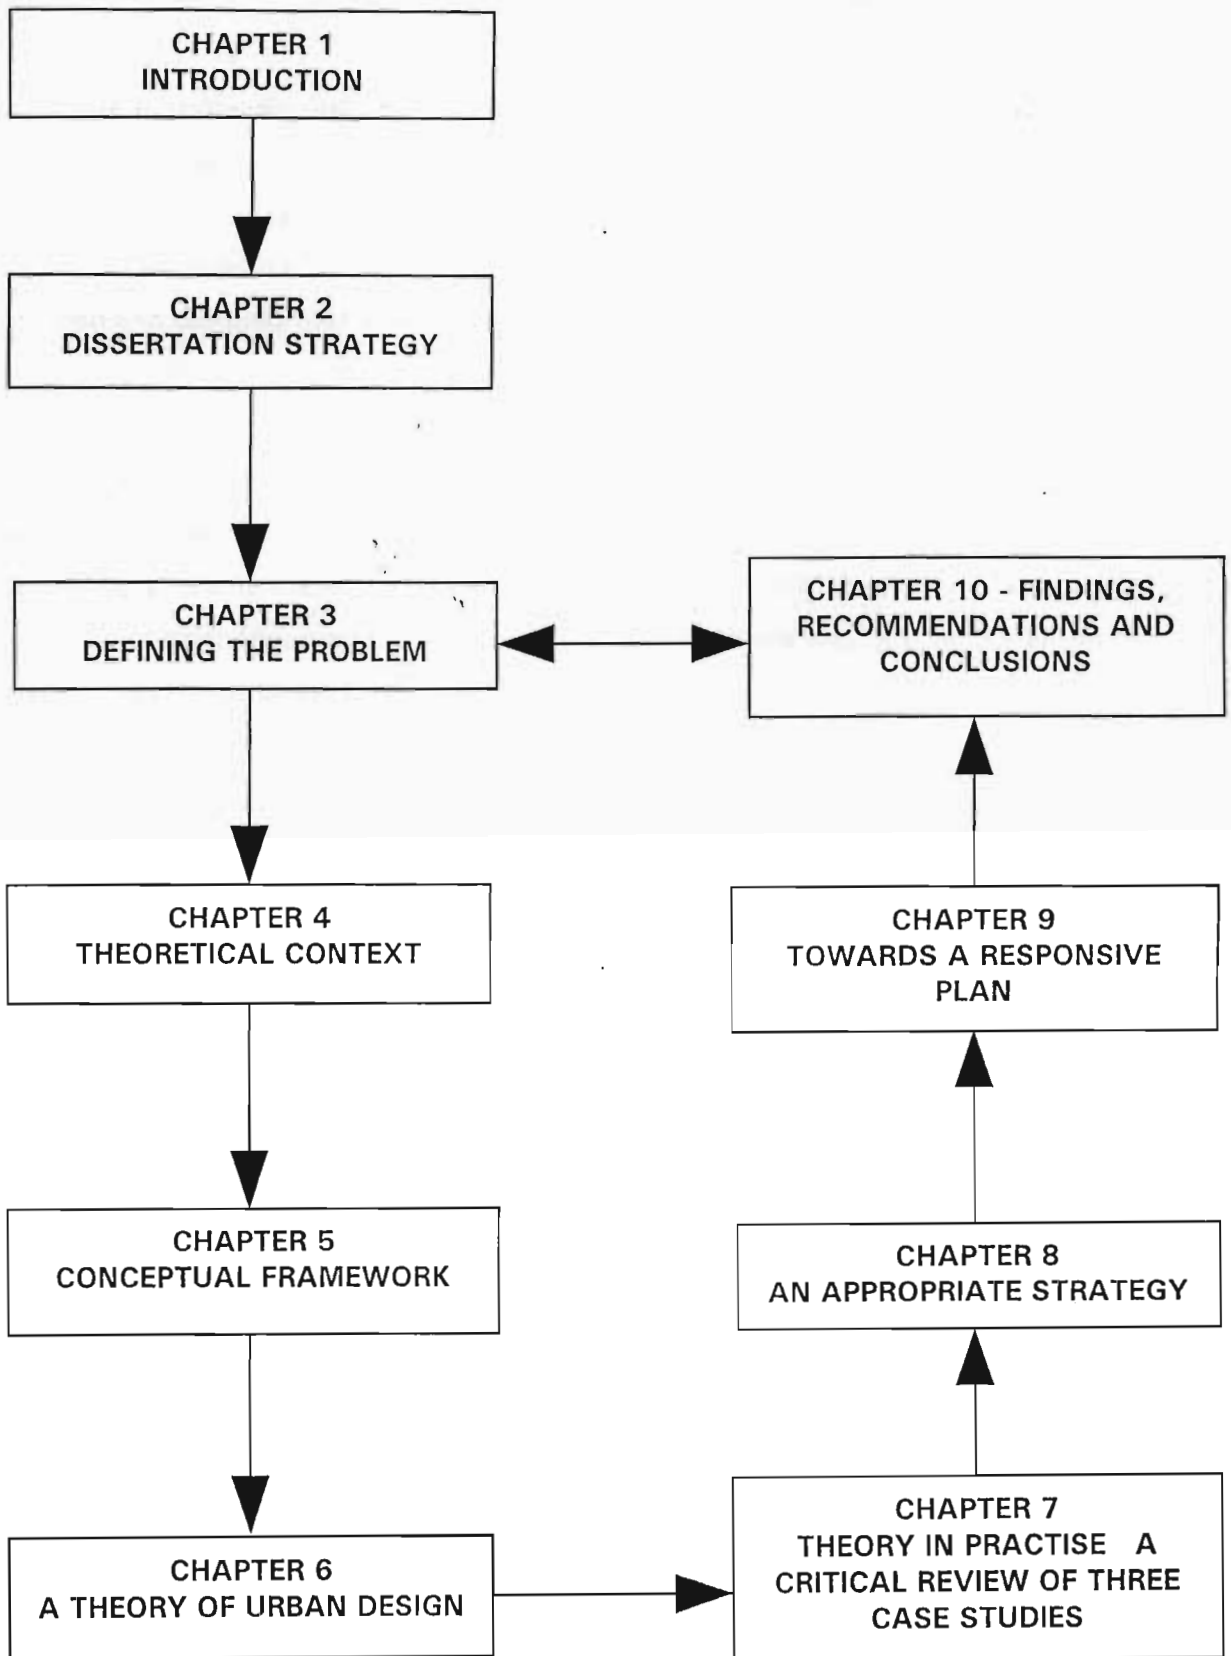 CHAPTER 1
INTRODUCTION
CHAPTER 2
DISSERTATION STRATEGY
CHAPTER 3
DEFINING THE PROBLEM
CHAPTER 4
THEORETICAL CONTEXT
CHAPTER 5
CONCEPTUAL FRAMEWORK
CHAPTER 6
A THEORY OF URBAN DESIGN
CHAPTER 7
THEORY IN PRACTISE A
CRITICAL REVIEW OF THREE
CASE STUDIES
CHAPTER 8
AN APPROPRIATE STRATEGY
CHAPTER 9
TOWARDS A RESPONSIVE
PLAN
CHAPTER 10 - FINDINGS,
RECOMMENDATIONS AND
CONCLUSIONS